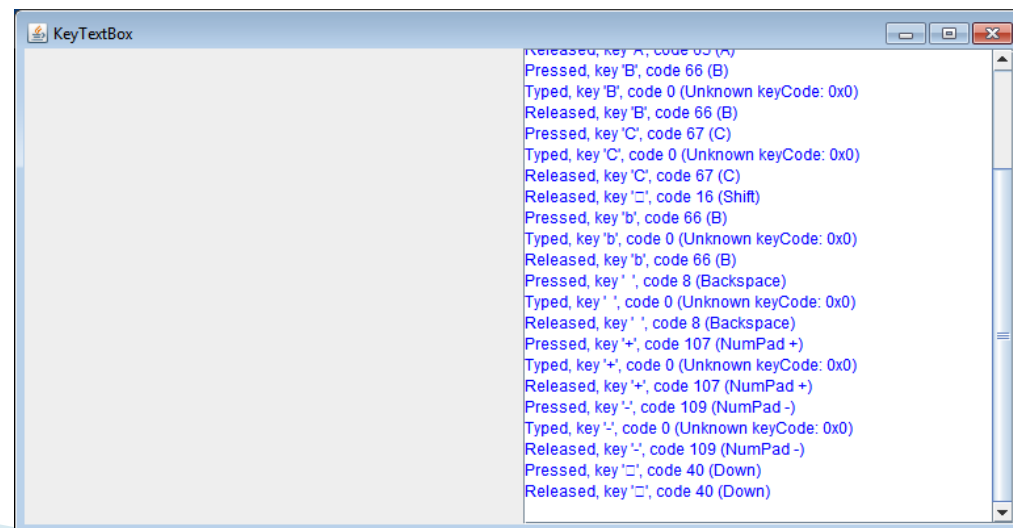 KeyTextBox
Released, key 'A', code 65 (A)
Pressed, key 'B', code 66 (B)
Typed, key 'B', code 0 (Unknown keyCode: 0x0)
Released, key 'B', code 66 (B)
Pressed, key 'C', code 67 (C)
Typed, key 'C', code 0 (Unknown keyCode: 0x0)
Released, key 'C', code 67 (C)
Released, key '□', code 16 (Shift)
Pressed, key 'b', code 66 (B)
Typed, key 'b', code 0 (Unknown keyCode: 0x0)
Released, key 'b', code 66 (B)
Pressed, key ' ', code 8 (Backspace)
Typed, key ' ', code 0 (Unknown keyCode: 0x0)
Released, key ' ', code 8 (Backspace)
Pressed, key '+', code 107 (NumPad +)
Typed, key '+', code 0 (Unknown keyCode: 0x0)
Released, key '+', code 107 (NumPad +)
Pressed, key '-', code 109 (NumPad -)
Typed, key '-', code 0 (Unknown keyCode: 0x0)
Released, key '-', code 109 (NumPad -)
Pressed, key '□', code 40 (Down)
Released, key '□', code 40 (Down)